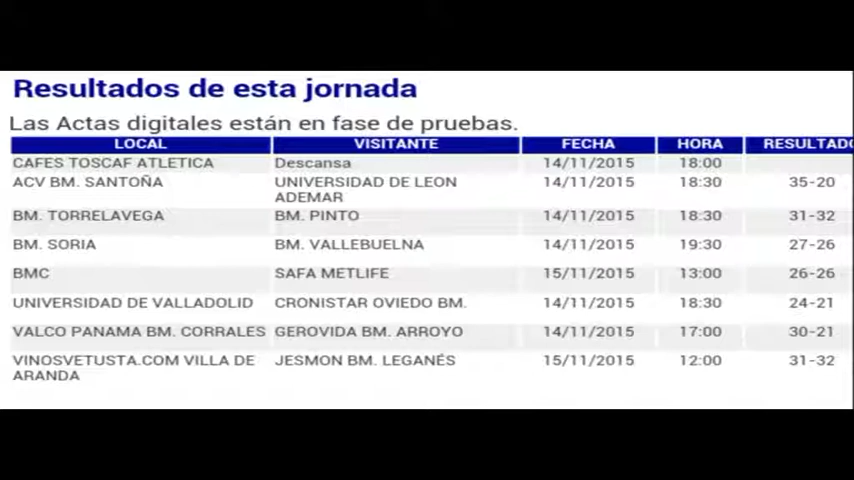 Resultados de esta jornada
Las Actas digitales están en fase de pruebas.
LOCAL VISITANTE FECHA HORA RESULTADO
CAFES TOSCAF ATLETICA Descansa 14/11/2015 18:00
ACV BM. SANTOÑA UNIVERSIDAD DE LEON 14/11/2015 18:30 35-20
ADEMAR
BM. TORRELAVEGA BM. PINTO 14/11/2015 18:30 31-32
BM. SORIA BM. VALLEBUELNA 14/11/2015 19:30 27-26
BMC SAFA METLIFE 15/11/2015 13:00 26-26
UNIVERSIDAD DE VALLADOLID CRONISTAR OVIEDO BM. 14/11/2015 18:30 24-21
VALCO PANAMA BM. CORRALES GEROVIDA BM. ARROYO 14/11/2015 17:00 30-21
VINOSVETUSTA.COM VILLA DE JESMON BM. LEGANÉS 15/11/2015 12:00 31-32
ARANDA